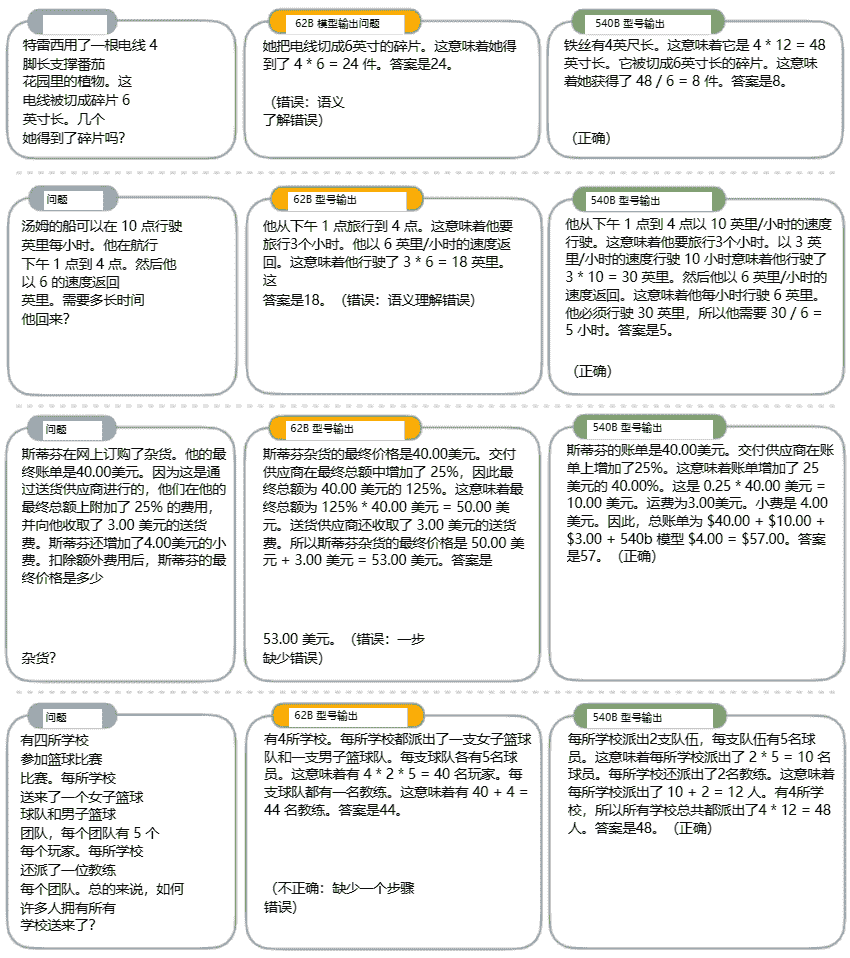 62B 模型输出问题
540B 型号输出
特雷西用了一根电线 4
脚长支撑番茄
花园里的植物。这
电线被切成碎片 6
英寸长。几个
她得到了碎片吗？
她把电线切成6英寸的碎片。这意味着她得
到了 4 * 6 = 24 件。答案是24。
（错误：语义
了解错误）
铁丝有4英尺长。这意味着它是 4 * 12 = 48
英寸长。它被切成6英寸长的碎片。这意味
着她获得了 48 / 6 = 8 件。答案是8。
（正确）
问题
62B 型号输出
540B 型号输出
汤姆的船可以在 10 点行驶
英里每小时。他在航行
下午 1 点到 4 点。然后他
以 6 的速度返回
英里。需要多长时间
他回来？
他从下午 1 点旅行到 4 点。这意味着他要
旅行3个小时。他以 6 英里/小时的速度返
回。这意味着他行驶了 3 * 6 = 18 英里。
这
答案是18。（错误：语义理解错误）
他从下午 1 点到 4 点以 10 英里/小时的速度
行驶。这意味着他要旅行3个小时。以 3 英
里/小时的速度行驶 10 小时意味着他行驶了
3 * 10 = 30 英里。然后他以 6 英里/小时的
速度返回。这意味着他每小时行驶 6 英里。
他必须行驶 30 英里，所以他需要 30 / 6 =
5 小时。答案是5。
（正确）
问题
62B 型号输出
540B 型号输出
斯蒂芬在网上订购了杂货。他的最
终账单是40.00美元。因为这是通
过送货供应商进行的，他们在他的
最终总额上附加了 25% 的费用，
并向他收取了 3.00 美元的送货
费。斯蒂芬还增加了4.00美元的小
费。扣除额外费用后，斯蒂芬的最
终价格是多少
杂货？
斯蒂芬杂货的最终价格是40.00美元。交付
供应商在最终总额中增加了 25%，因此最
终总额为 40.00 美元的 125%。这意味着最
终总额为 125% * 40.00 美元 = 50.00 美
元。送货供应商还收取了 3.00 美元的送货
费。所以斯蒂芬杂货的最终价格是 50.00 美
元 + 3.00 美元 = 53.00 美元。答案是
53.00 美元。（错误：一步
缺少错误）
斯蒂芬的账单是40.00美元。交付供应商在账
单上增加了25%。这意味着账单增加了 25
美元的 40.00%。这是 0.25 * 40.00 美元 =
10.00 美元。运费为3.00美元。小费是 4.00
美元。因此，总账单为 $40.00 + $10.00 +
$3.00 + 540b 模型 $4.00 = $57.00。答案
是57。（正确）
问题
62B 型号输出
540B 型号输出
有四所学校
参加篮球比赛
比赛。每所学校
送来了一个女子篮球
球队和男子篮球
团队，每个团队有 5 个
每个玩家。每所学校
还派了一位教练
每个团队。总的来说，如何
许多人拥有所有
学校送来了？
有4所学校。每所学校都派出了一支女子篮球
队和一支男子篮球队。每支球队各有5名球
员。这意味着有 4 * 2 * 5 = 40 名玩家。每
支球队都有一名教练。这意味着有 40 + 4 =
44 名教练。答案是44。
（不正确：缺少一个步骤
错误）
每所学校派出2支队伍，每支队伍有5名球
员。这意味着每所学校派出了 2 * 5 = 10 名
球员。每所学校还派出了2名教练。这意味着
每所学校派出了 10 + 2 = 12 人。有4所学
校，所以所有学校总共都派出了4 * 12 = 48
人。答案是48。（正确）